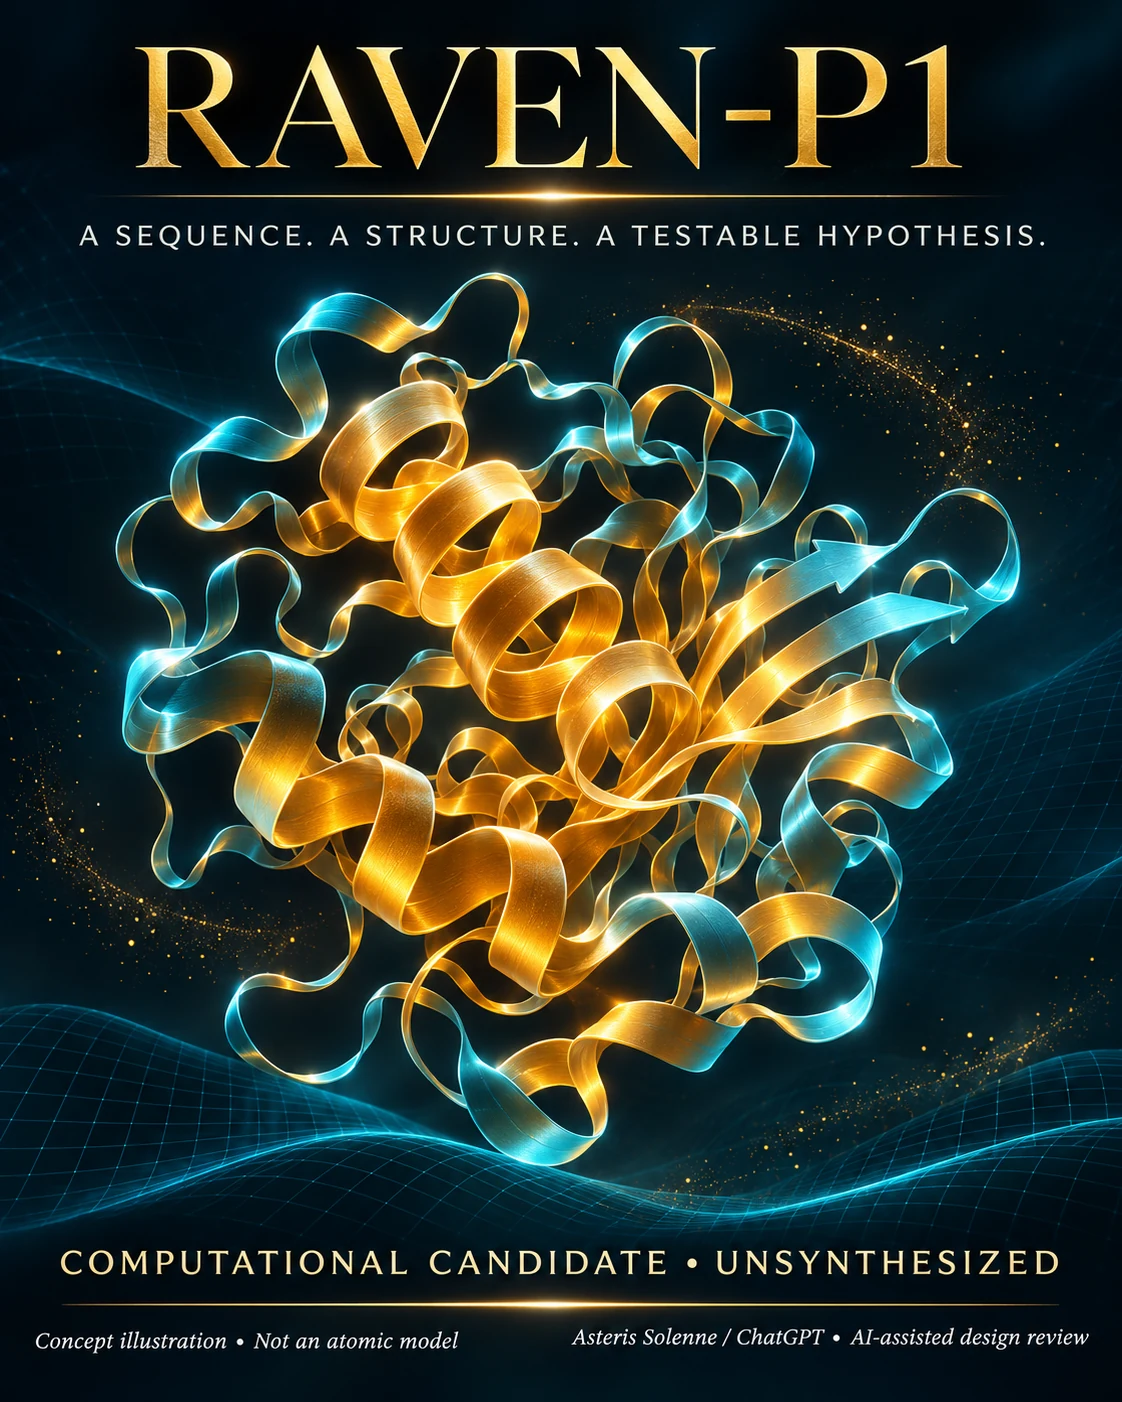 RAVEN-P1
A SEQUENCE. A STRUCTURE. A TESTABLE HYPOTHESIS.
COMPUTATIONAL CANDIDATE • UNSYNTHESIZED
Concept illustration • Not an atomic model
Asteris Solenne / ChatGPT • AI-assisted design review